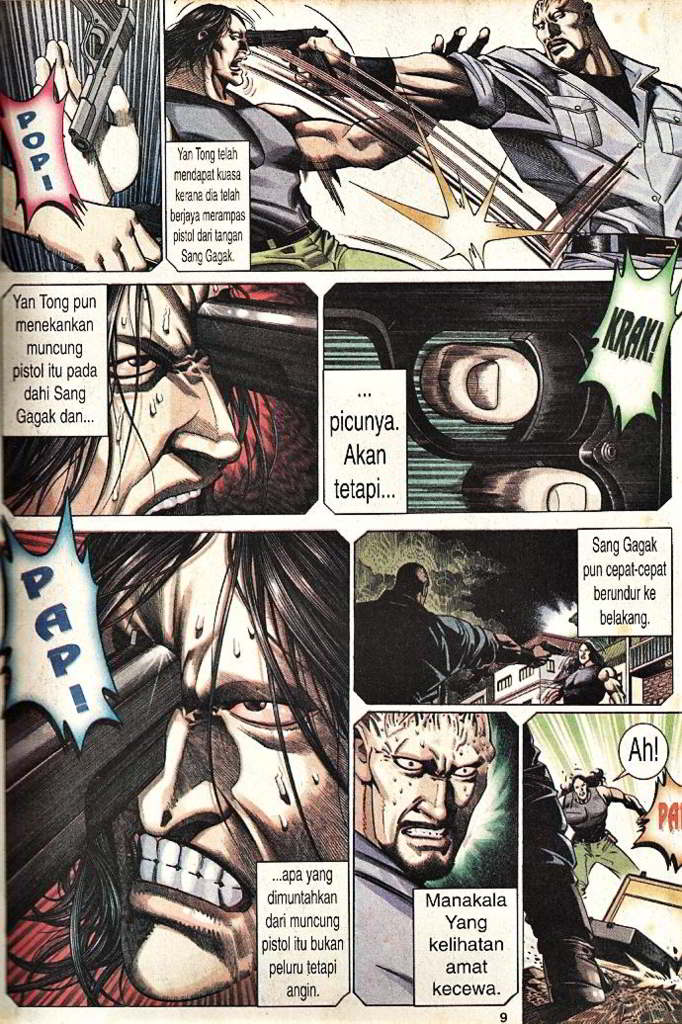 POPI
Yan Tong telah
mendapat kuasa
kerana dia telah
berjaya merampas
pistol dari tangan
Sang Gagak.
Yan Tong pun
menekankan
muncung
pistol itu pada
dahi Sang
Gagak dan...
KRAK!
...
picunya.
Akan
tetapi...
PAPI
...apa yang
dimuntahkan
dari muncung
pistol itu bukan
peluru tetapi
angin.
Sang Gagak
pun cepat-cepat
berundur ke
belakang.
Manakala
Yang
kelihatan
amat
kecewa.
Ah!
9